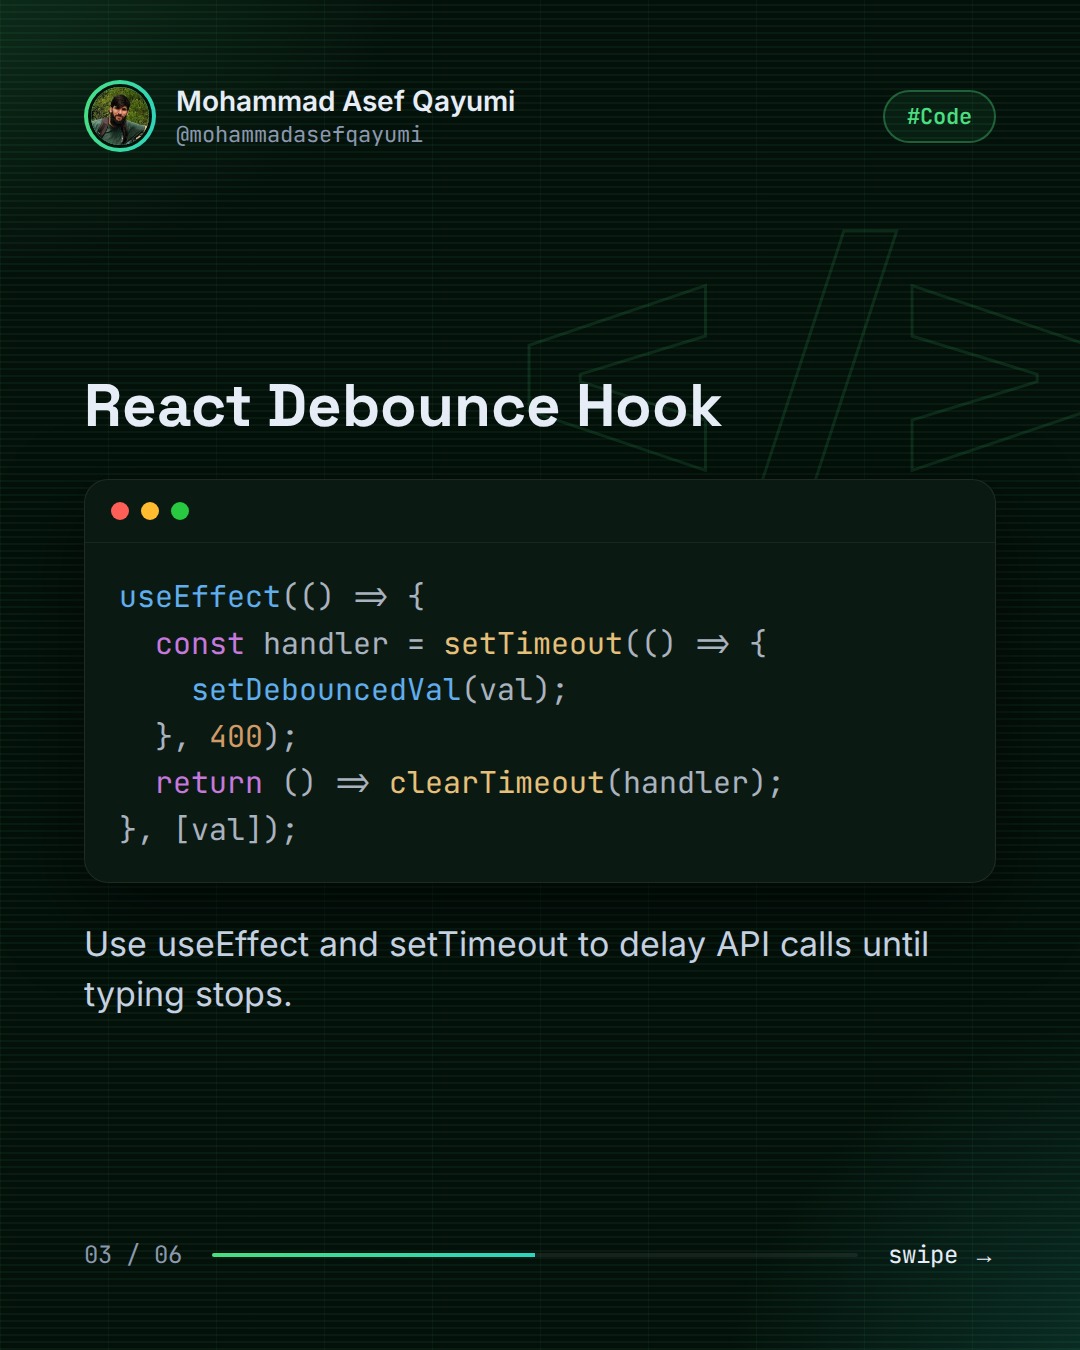 Mohammad Asef Qayumi
@mohammadasefqayumi
#Code
</>
React Debounce Hook
useEffect(() => {
  const handler = setTimeout(() => {
    setDebouncedVal(val);
  }, 400);
  return () => clearTimeout(handler);
}, [val]);
Use useEffect and setTimeout to delay API calls until
typing stops.
03 / 06
swipe →